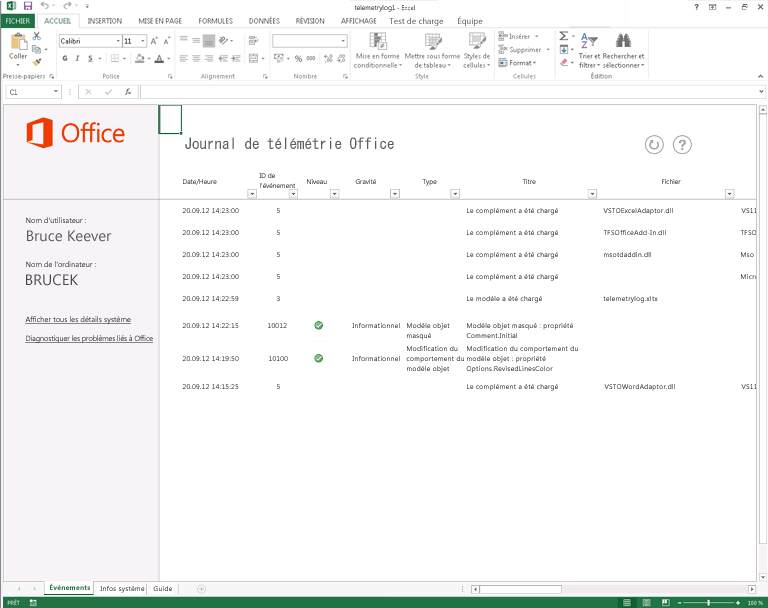 telemetrylog1 - Excel
FICHIER ACCUEIL INSERTION MISE EN PAGE FORMULES DONNÉES RÉVISION AFFICHAGE Test de charge Équipe
Coller
Calibri 11
G I S
% 000
Mise en forme conditionnelle
Mettre sous forme de tableau
Styles de cellules
Insérer
Supprimer
Format
Trier et filtrer
Rechercher et sélectionner
Presse-papiers Police Alignement Nombre Style Cellules Édition
C1 fx
Office
Journal de télémétrie Office
Date/Heure ID de l'événement Niveau Gravité Type Titre Fichier
Nom d'utilisateur :
Bruce Keever
Nom de l'ordinateur :
BRUCEK
Afficher tous les détails système
Diagnostiquer les problèmes liés à Office
20.09.12 14:23:00 5 Le complément a été chargé VSTOExcelAdaptor.dll VS11
20.09.12 14:23:00 5 Le complément a été chargé TFSOfficeAdd-In.dll TFSO
20.09.12 14:23:00 5 Le complément a été chargé msotdaddin.dll Mso
20.09.12 14:23:00 5 Le complément a été chargé Micro
20.09.12 14:22:59 3 Le modèle a été chargé telemetrylog.xltx
20.09.12 14:22:15 10012 Informationnel Modèle objet masqué Modèle objet masqué : propriété Comment.Initial
20.09.12 14:19:50 10100 Informationnel Modification du comportement du modèle objet Modification du comportement du modèle objet : propriété Options.RevisedLinesColor
20.09.12 14:15:25 5 Le complément a été chargé VSTOWordAdaptor.dll VS11
Événements Infos système Guide
PRÊT 100 %